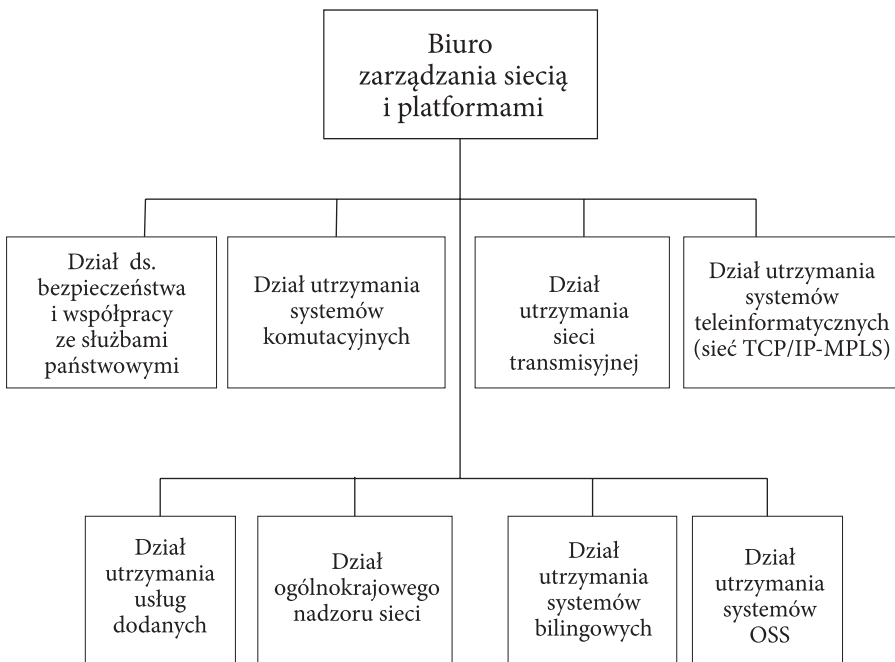 Biuro
zarządzania siecią
i platformami
Dział ds.
bezpieczeństwa
i współpracy
ze służbami
państwowymi
Dział utrzymania
systemów
komutacyjnych
Dział
utrzymania
sieci
transmisyjnej
Dział utrzymania
systemów
teleinformatycznych
(sieć TCP/IP-MPLS)
Dział
utrzymania
usług
dodanych
Dział
ogólnokrajowego
nadzoru sieci
Dział
utrzymania
systemów
bilingowych
Dział
utrzymania
systemów
OSS